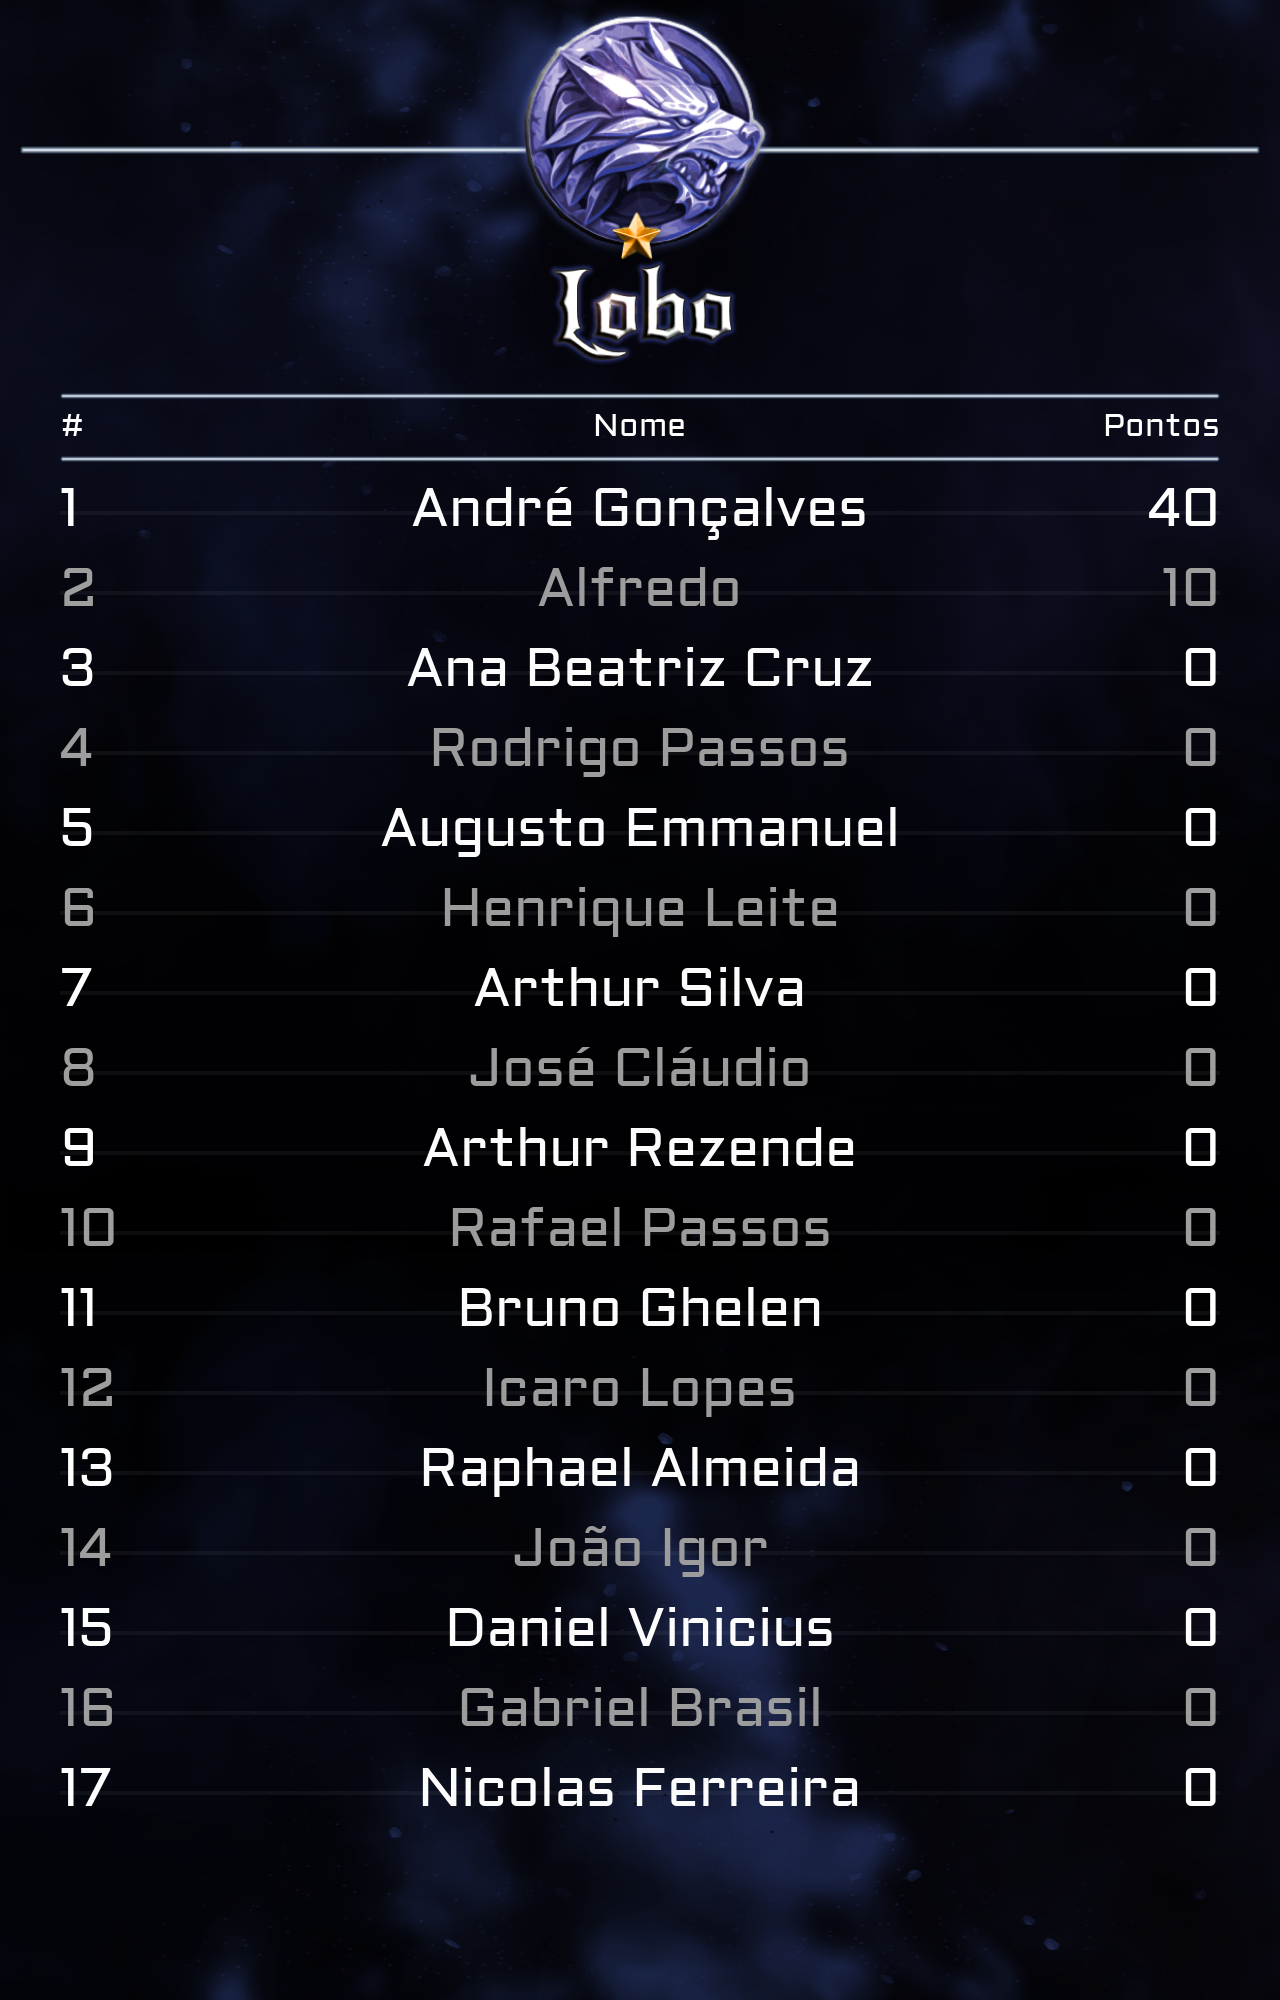 Lobo
# Nome Pontos
1 André Gonçalves 40
2 Alfredo 10
3 Ana Beatriz Cruz 0
4 Rodrigo Passos 0
5 Augusto Emmanuel 0
6 Henrique Leite 0
7 Arthur Silva 0
8 José Cláudio 0
9 Arthur Rezende 0
10 Rafael Passos 0
11 Bruno Ghelen 0
12 Icaro Lopes 0
13 Raphael Almeida 0
14 João Igor 0
15 Daniel Vinicius 0
16 Gabriel Brasil 0
17 Nicolas Ferreira 0